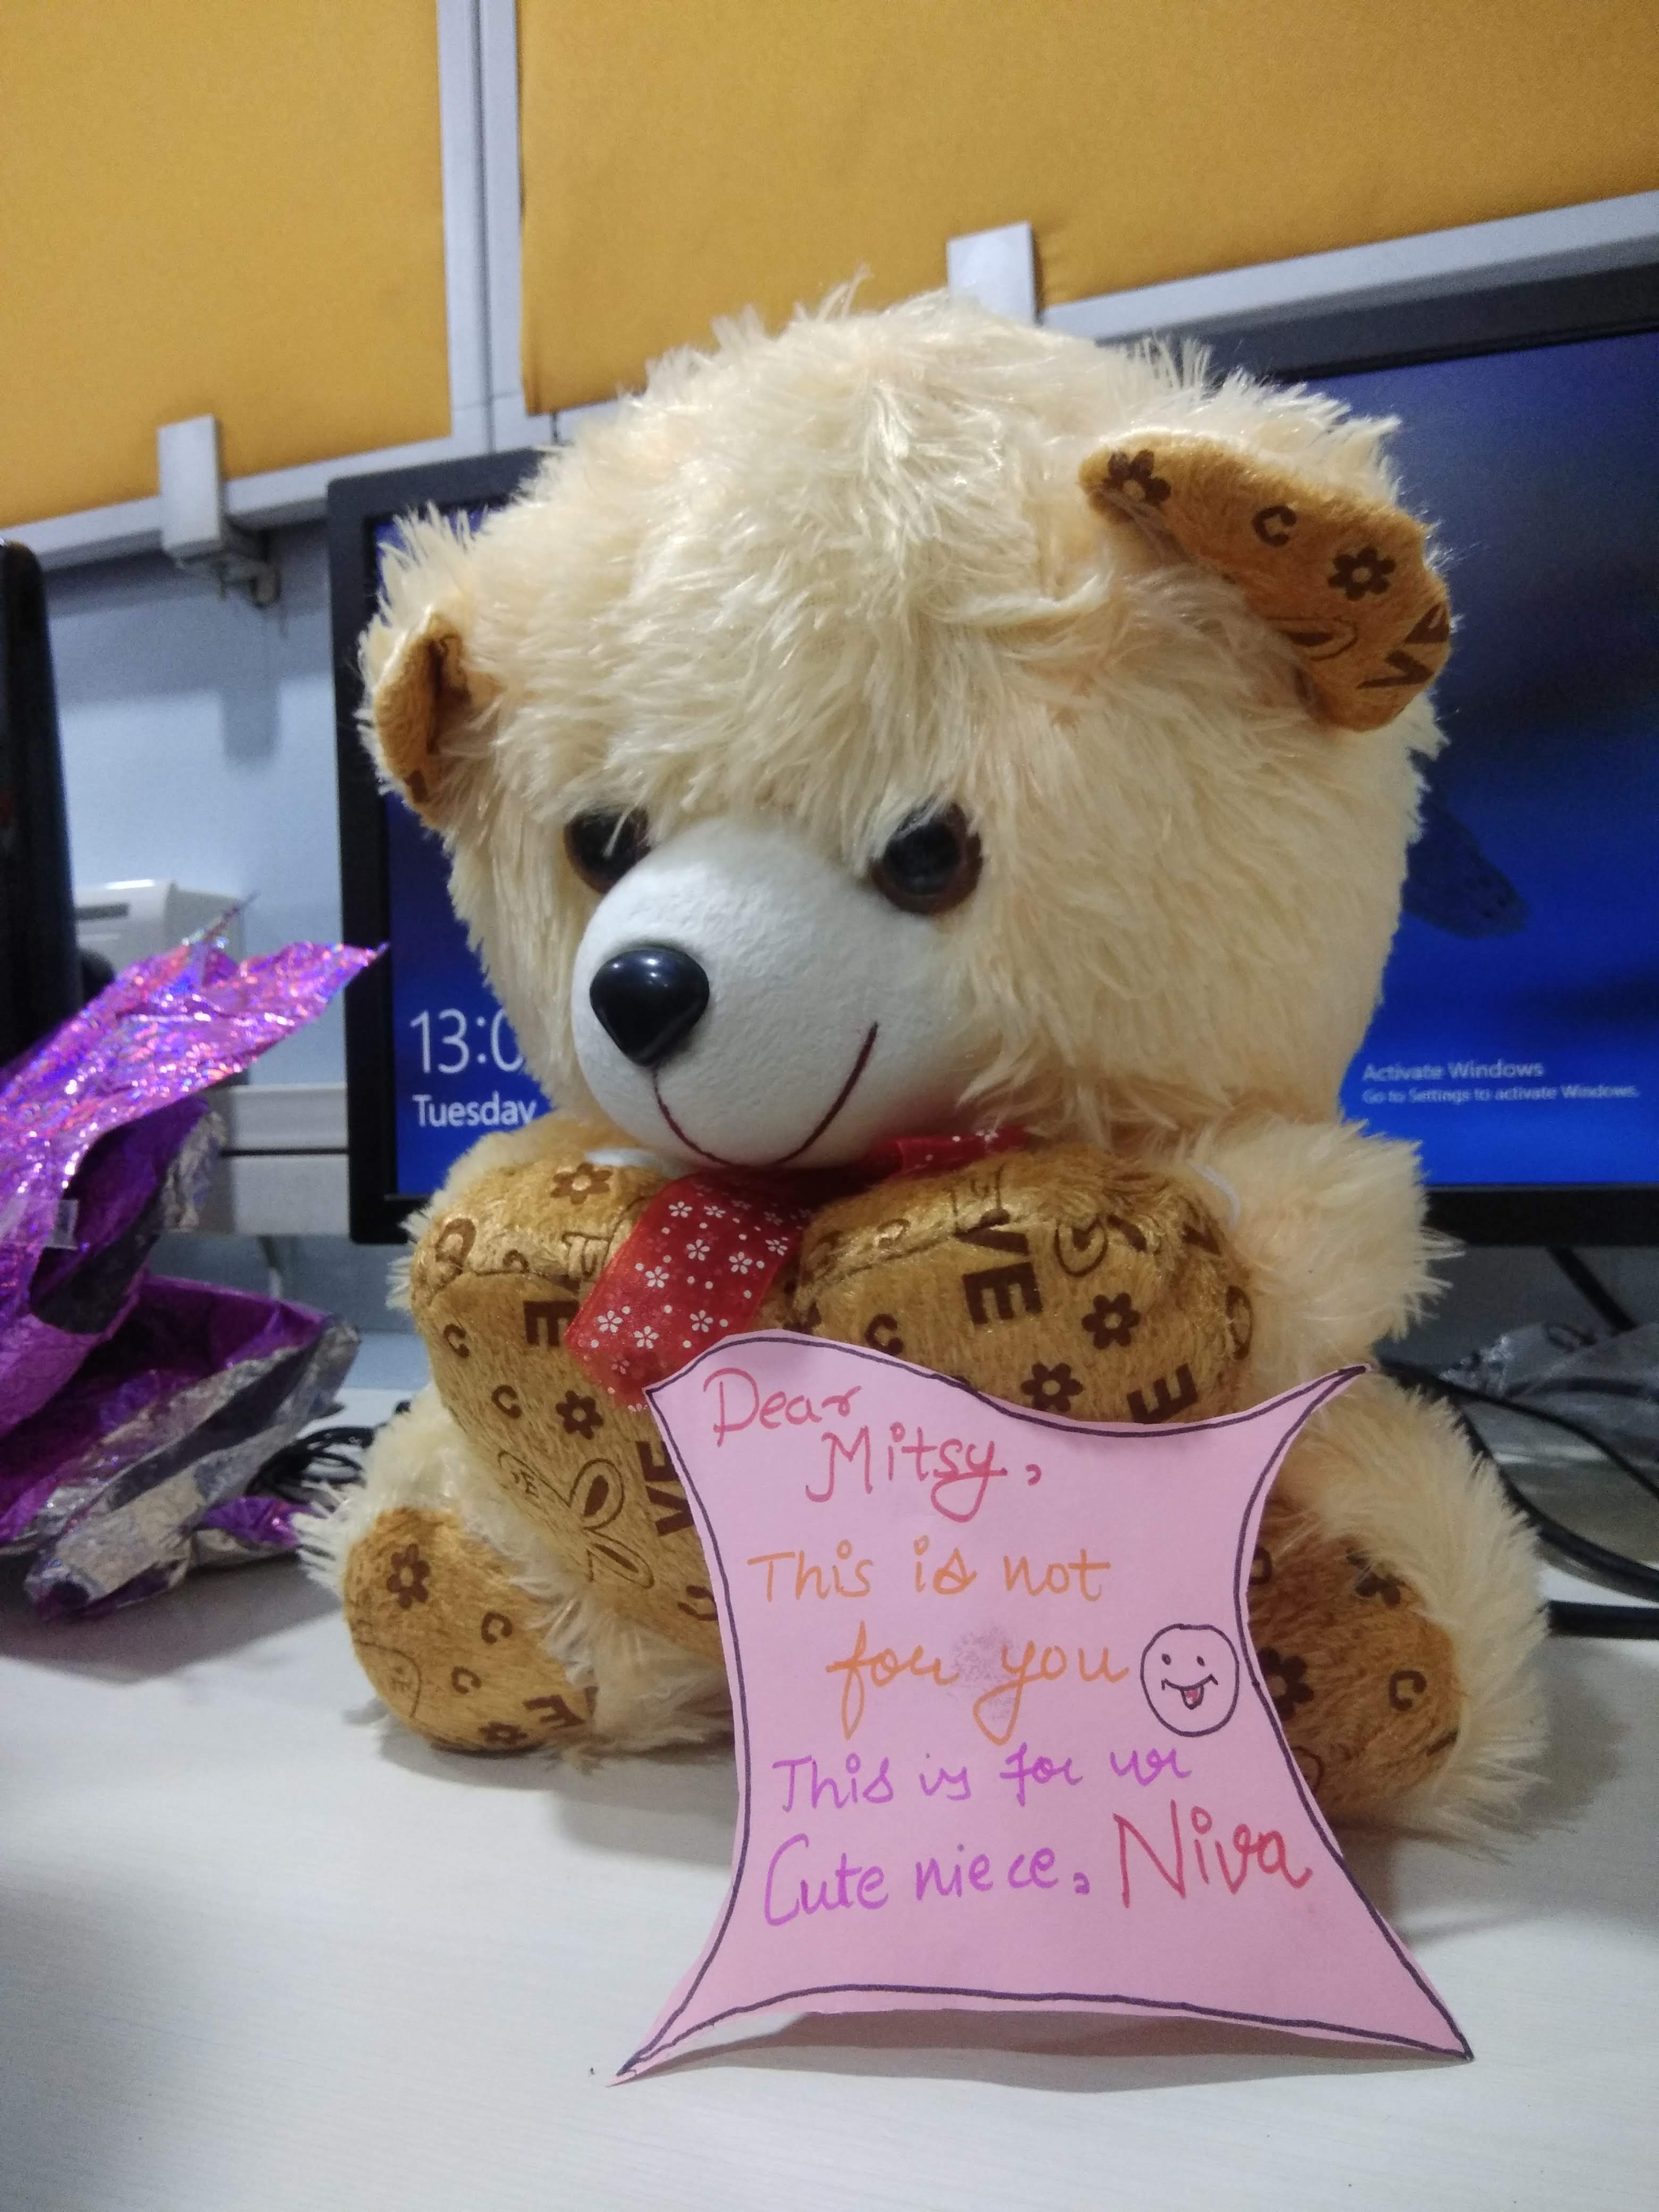 13:0
Tuesday
Activate Windows
Go to Settings to activate Windows.
Dear
Mitsy,
This is not
for you
This is for ur
Cute niece, Niva